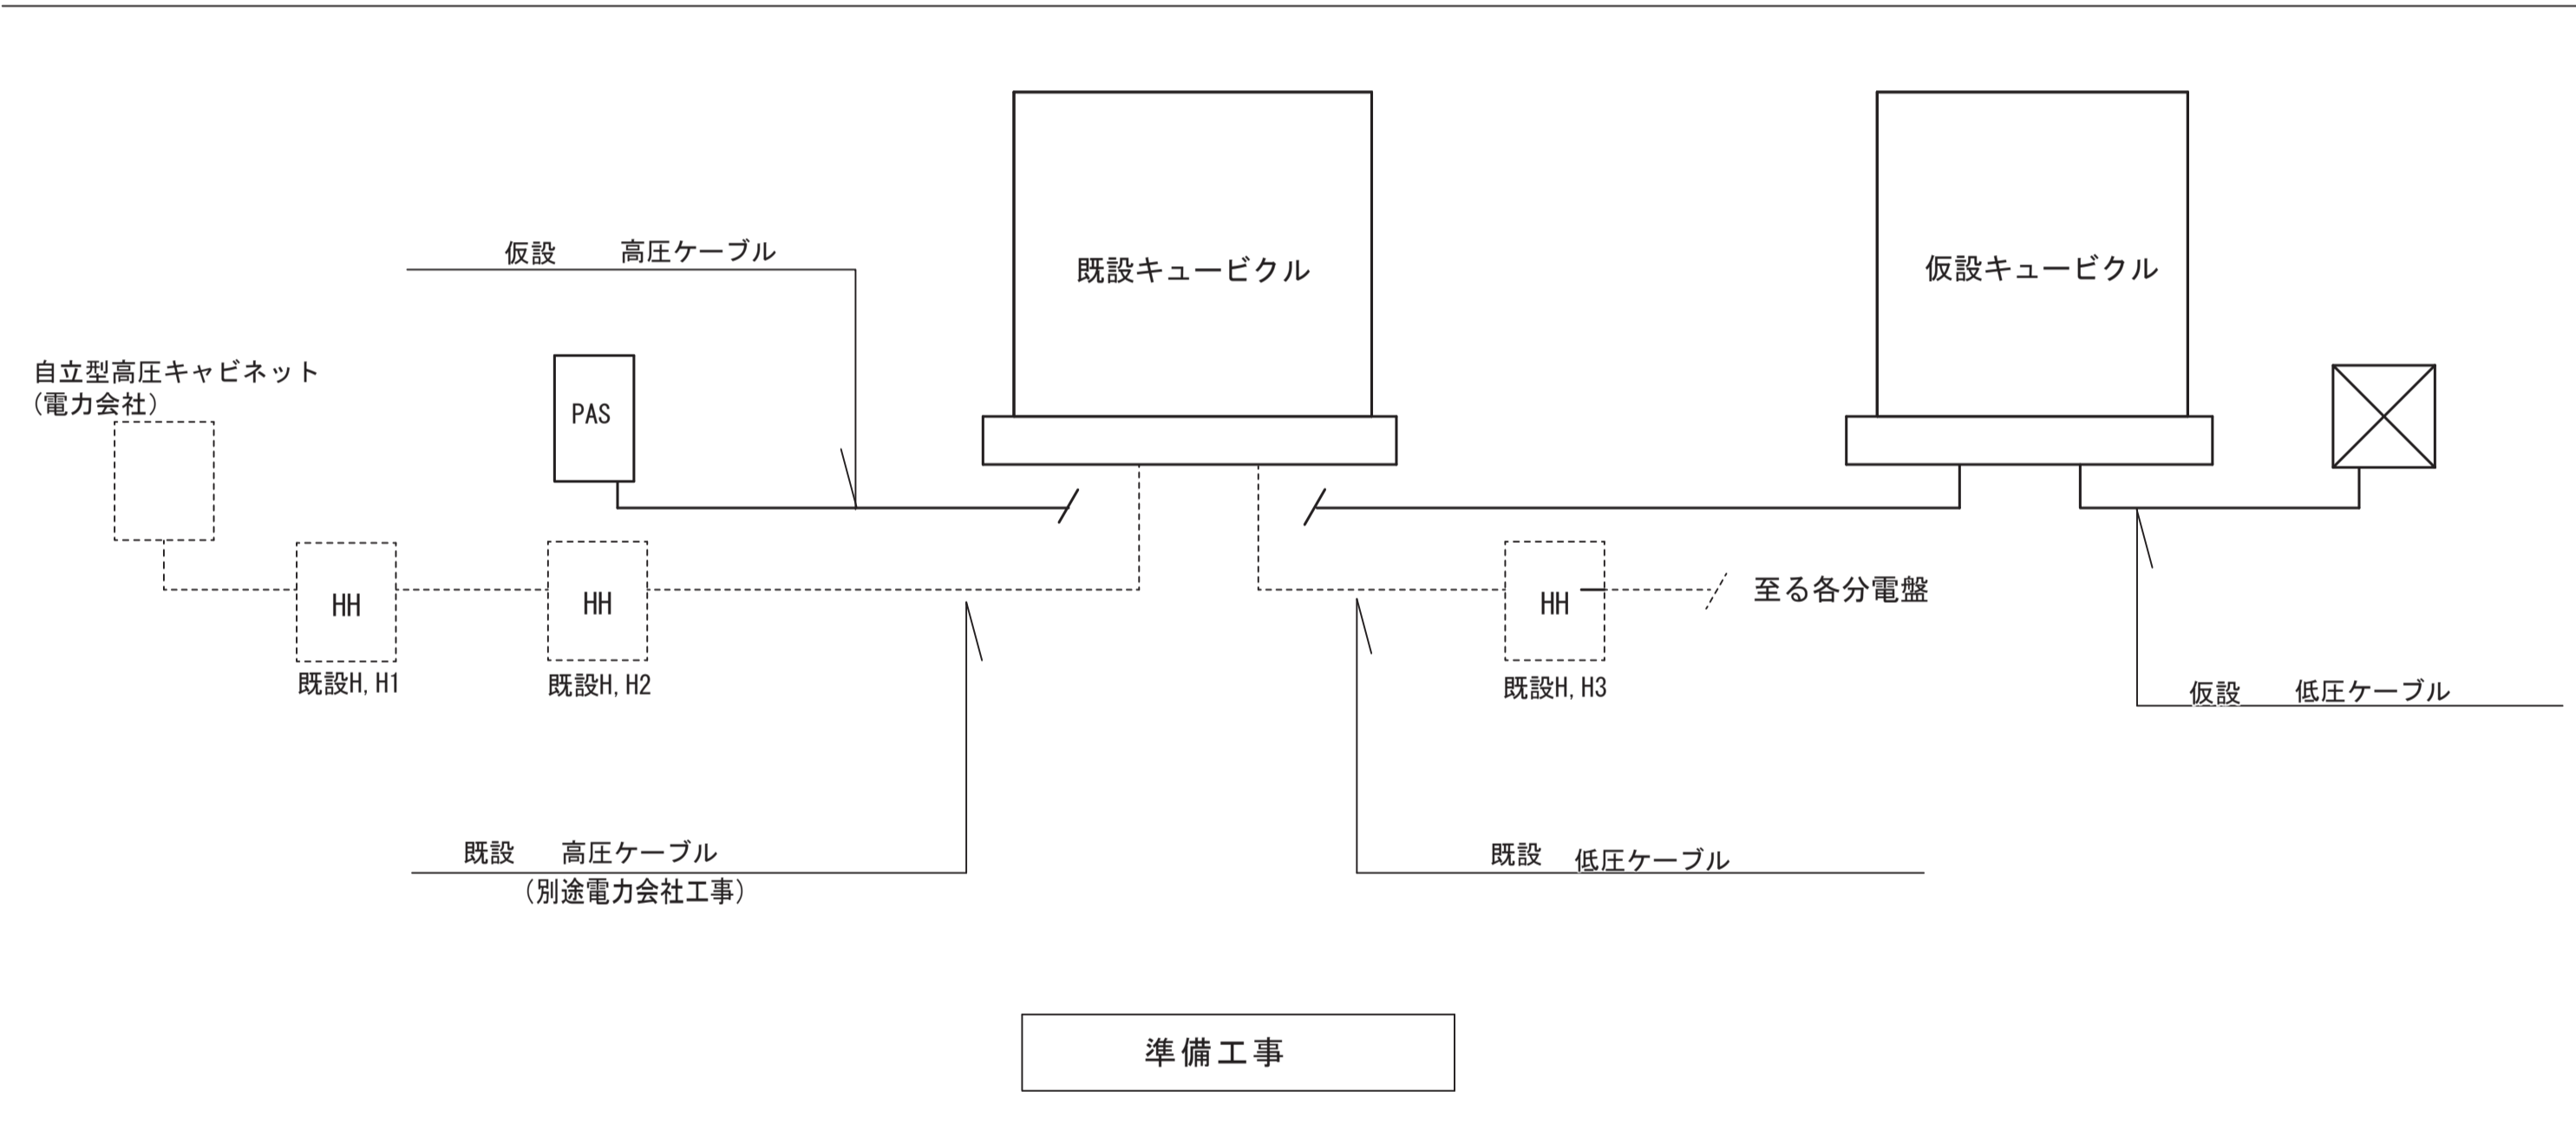 仮設 高圧ケーブル
既設キュービクル
仮設キュービクル
自立型高圧キャビネット
(電力会社)
PAS
HH
HH
HH
至る各分電盤
既設H,H1
既設H,H2
既設H,H3
仮設 低圧ケーブル
既設 高圧ケーブル
(別途電力会社工事)
既設 低圧ケーブル
準備工事